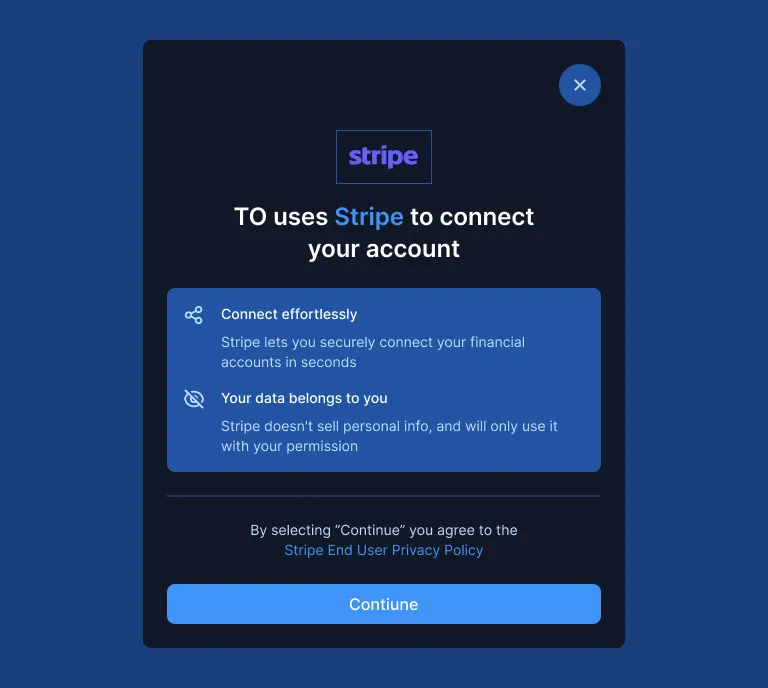 stripe
TO uses Stripe to connect
your account
Connect effortlessly
Stripe lets you securely connect your financial
accounts in seconds
Your data belongs to you
Stripe doesn't sell personal info, and will only use it
with your permission
By selecting “Continue” you agree to the
Stripe End User Privacy Policy
Contiune